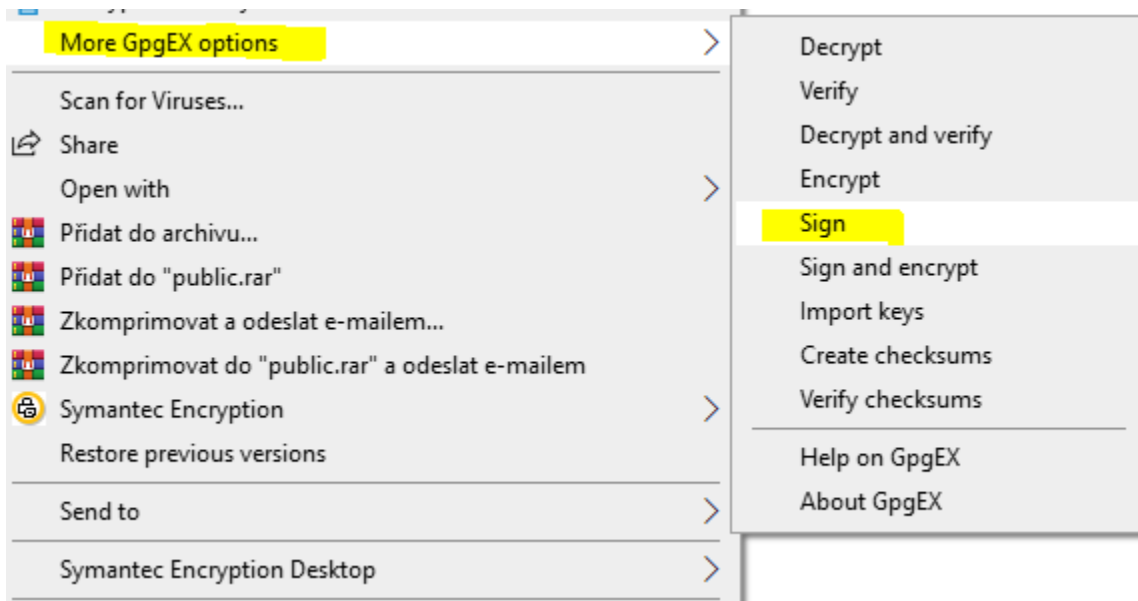 More GpgEX options
Scan for Viruses...
Share
Open with
Přidat do archivu...
Přidat do "public.rar"
Zkomprimovat a odeslat e-mailem...
Zkomprimovat do "public.rar" a odeslat e-mailem
Symantec Encryption
Restore previous versions
Send to
Symantec Encryption Desktop
Decrypt
Verify
Decrypt and verify
Encrypt
Sign
Sign and encrypt
Import keys
Create checksums
Verify checksums
Help on GpgEX
About GpgEX